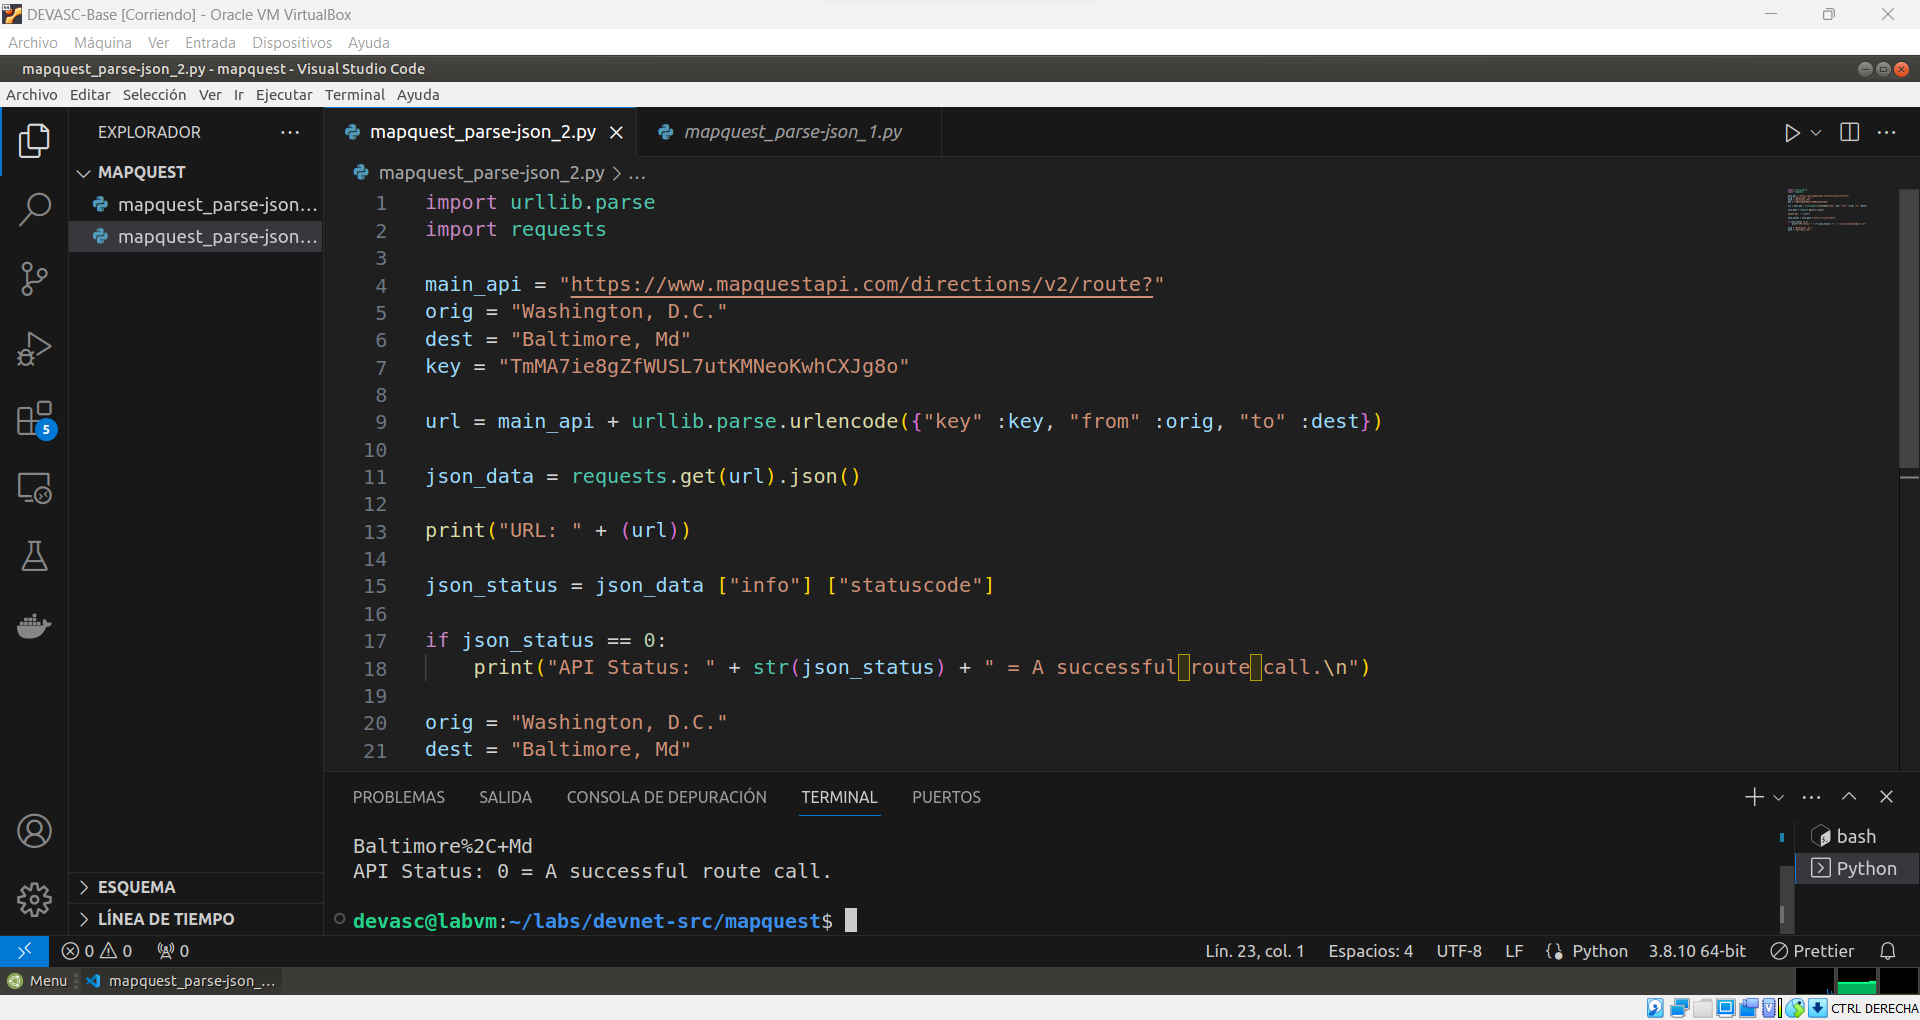 DEVASC-Base [Corriendo] - Oracle VM VirtualBox
Archivo Máquina Ver Entrada Dispositivos Ayuda
mapquest_parse-json_2.py - mapquest - Visual Studio Code
Archivo Editar Selección Ver Ir Ejecutar Terminal Ayuda
EXPLORADOR ···
MAPQUEST
mapquest_parse-json...
mapquest_parse-json...
5
ESQUEMA
LÍNEA DE TIEMPO
mapquest_parse-json_2.py
mapquest_parse-json_1.py
mapquest_parse-json_2.py > ...
1 import urllib.parse
2 import requests
3
4 main_api = "https://www.mapquestapi.com/directions/v2/route?"
5 orig = "Washington, D.C."
6 dest = "Baltimore, Md"
7 key = "TmMA7ie8gZfWUSL7utKMNeoKwhCXJg8o"
8
9 url = main_api + urllib.parse.urlencode({"key" :key, "from" :orig, "to" :dest})
10
11 json_data = requests.get(url).json()
12
13 print("URL: " + (url))
14
15 json_status = json_data ["info"] ["statuscode"]
16
17 if json_status == 0:
18     print("API Status: " + str(json_status) + " = A successful route call.\n")
19
20 orig = "Washington, D.C."
21 dest = "Baltimore, Md"
PROBLEMAS SALIDA CONSOLA DE DEPURACIÓN TERMINAL PUERTOS
Baltimore%2C+Md
API Status: 0 = A successful route call.
devasc@labvm:~/labs/devnet-src/mapquest$
bash
Python
0 0 0 Lín. 23, col. 1 Espacios: 4 UTF-8 LF Python 3.8.10 64-bit Prettier
Menu mapquest_parse-json_...
CTRL DERECHA